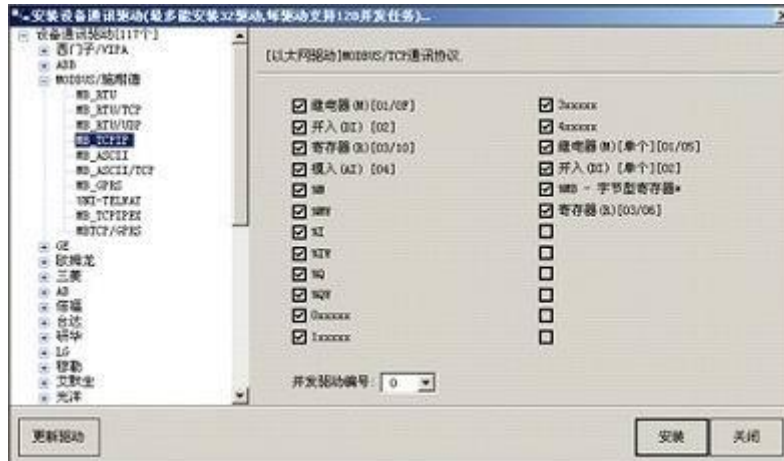 安装设备通讯驱动(最多能安装32驱动,每驱动支持128并发任务)...
设备通讯驱动[117个]
西门子/VIPA
ABB
MODBUS/施耐德
MB_RTU
MB_RTU/TCP
MB_RTU/UDP
MB_TCPIP
MB_ASCII
MB_ASCII/TCP
MB_GPRS
UNI-TELWAY
MB_TCPIPEX
MBTCP/GPRS
GE
欧姆龙
三菱
AB
倍福
台达
研华
LG
穆勒
艾默生
光洋
[以太网驱动]MODBUS/TCP通讯协议.
继电器(M)[01/0F]
开入(DI) [02]
寄存器(R)[03/10]
模入(AI) [04]
%M
%MW
%I
%IW
%Q
%QW
0xxxxx
1xxxxx
3xxxxx
4xxxxx
继电器(M)[单个][01/05]
开入(DI) [单个][02]
%MB - 字节型寄存器*
寄存器(R)[03/06]
并发驱动编号: 0
更新驱动
安装
关闭